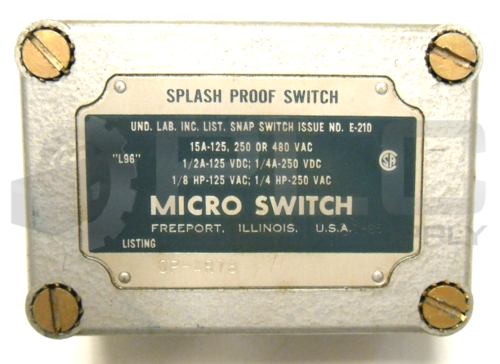 SPLASH PROOF SWITCH
UND. LAB. INC. LIST. SNAP SWITCH ISSUE NO. E-210
15A-125, 250 OR 480 VAC
"L96" 1/2A-125 VDC; 1/4A-250 VDC
1/8 HP-125 VAC; 1/4 HP-250 VAC
MICRO SWITCH
FREEPORT, ILLINOIS, U.S.A.
LISTING